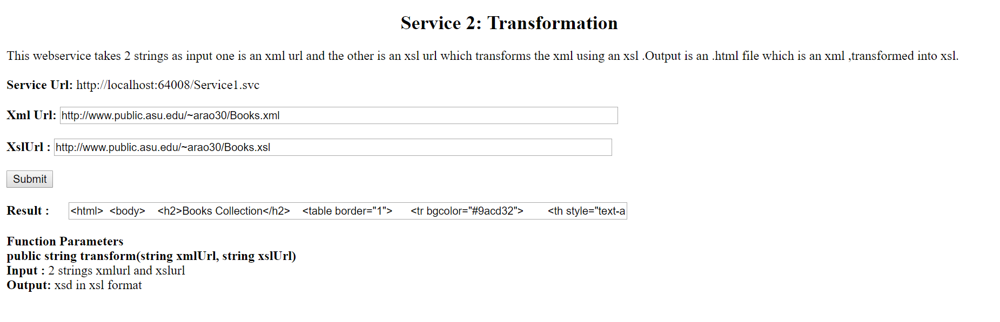 Service 2: Transformation
This webservice takes 2 strings as input one is an xml url and the other is an xsl url which transforms the xml using an xsl .Output is an .html file which is an xml ,transformed into xsl.
Service Url: http://localhost:64008/Service1.svc
Xml Url: http://www.public.asu.edu/~arao30/Books.xml
XslUrl : http://www.public.asu.edu/~arao30/Books.xsl
Submit
Result : <html> <body> <h2>Books Collection</h2> <table border="1"> <tr bgcolor="#9acd32"> <th style="text-a
Function Parameters
public string transform(string xmlUrl, string xslUrl)
Input : 2 strings xmlurl and xslurl
Output: xsd in xsl format